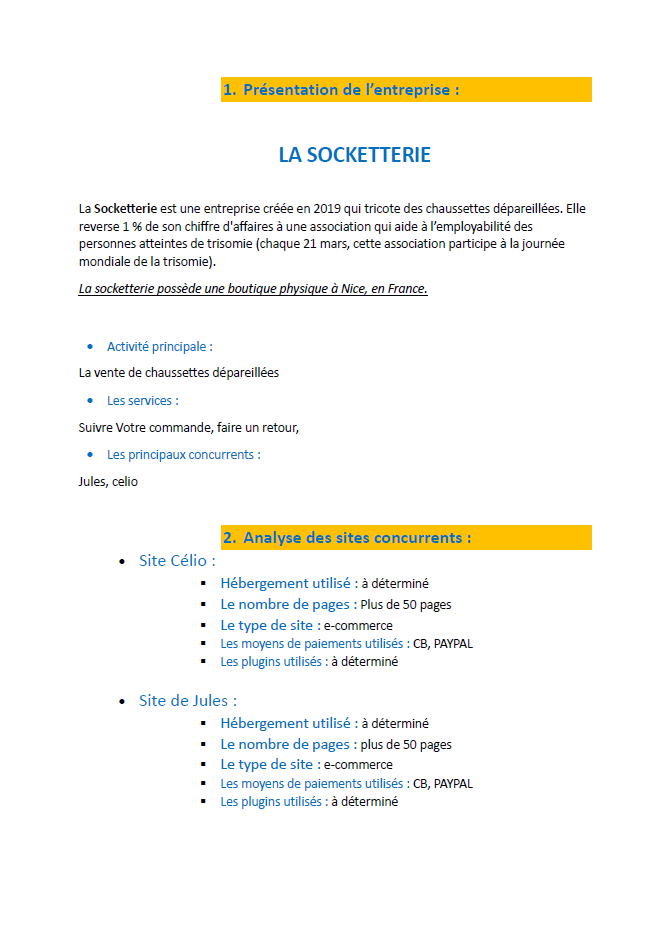 1. Présentation de l’entreprise :
LA SOCKETTERIE
La Socketterie est une entreprise créée en 2019 qui tricote des chaussettes dépareillées. Elle
reverse 1 % de son chiffre d'affaires à une association qui aide à l’employabilité des
personnes atteintes de trisomie (chaque 21 mars, cette association participe à la journée
mondiale de la trisomie).
La socketterie possède une boutique physique à Nice, en France.
• Activité principale :
La vente de chaussettes dépareillées
• Les services :
Suivre Votre commande, faire un retour,
• Les principaux concurrents :
Jules, celio
2. Analyse des sites concurrents :
• Site Célio :
▪ Hébergement utilisé : à déterminé
▪ Le nombre de pages : Plus de 50 pages
▪ Le type de site : e-commerce
▪ Les moyens de paiements utilisés : CB, PAYPAL
▪ Les plugins utilisés : à déterminé
• Site de Jules :
▪ Hébergement utilisé : à déterminé
▪ Le nombre de pages : plus de 50 pages
▪ Le type de site : e-commerce
▪ Les moyens de paiements utilisés : CB, PAYPAL
▪ Les plugins utilisés : à déterminé